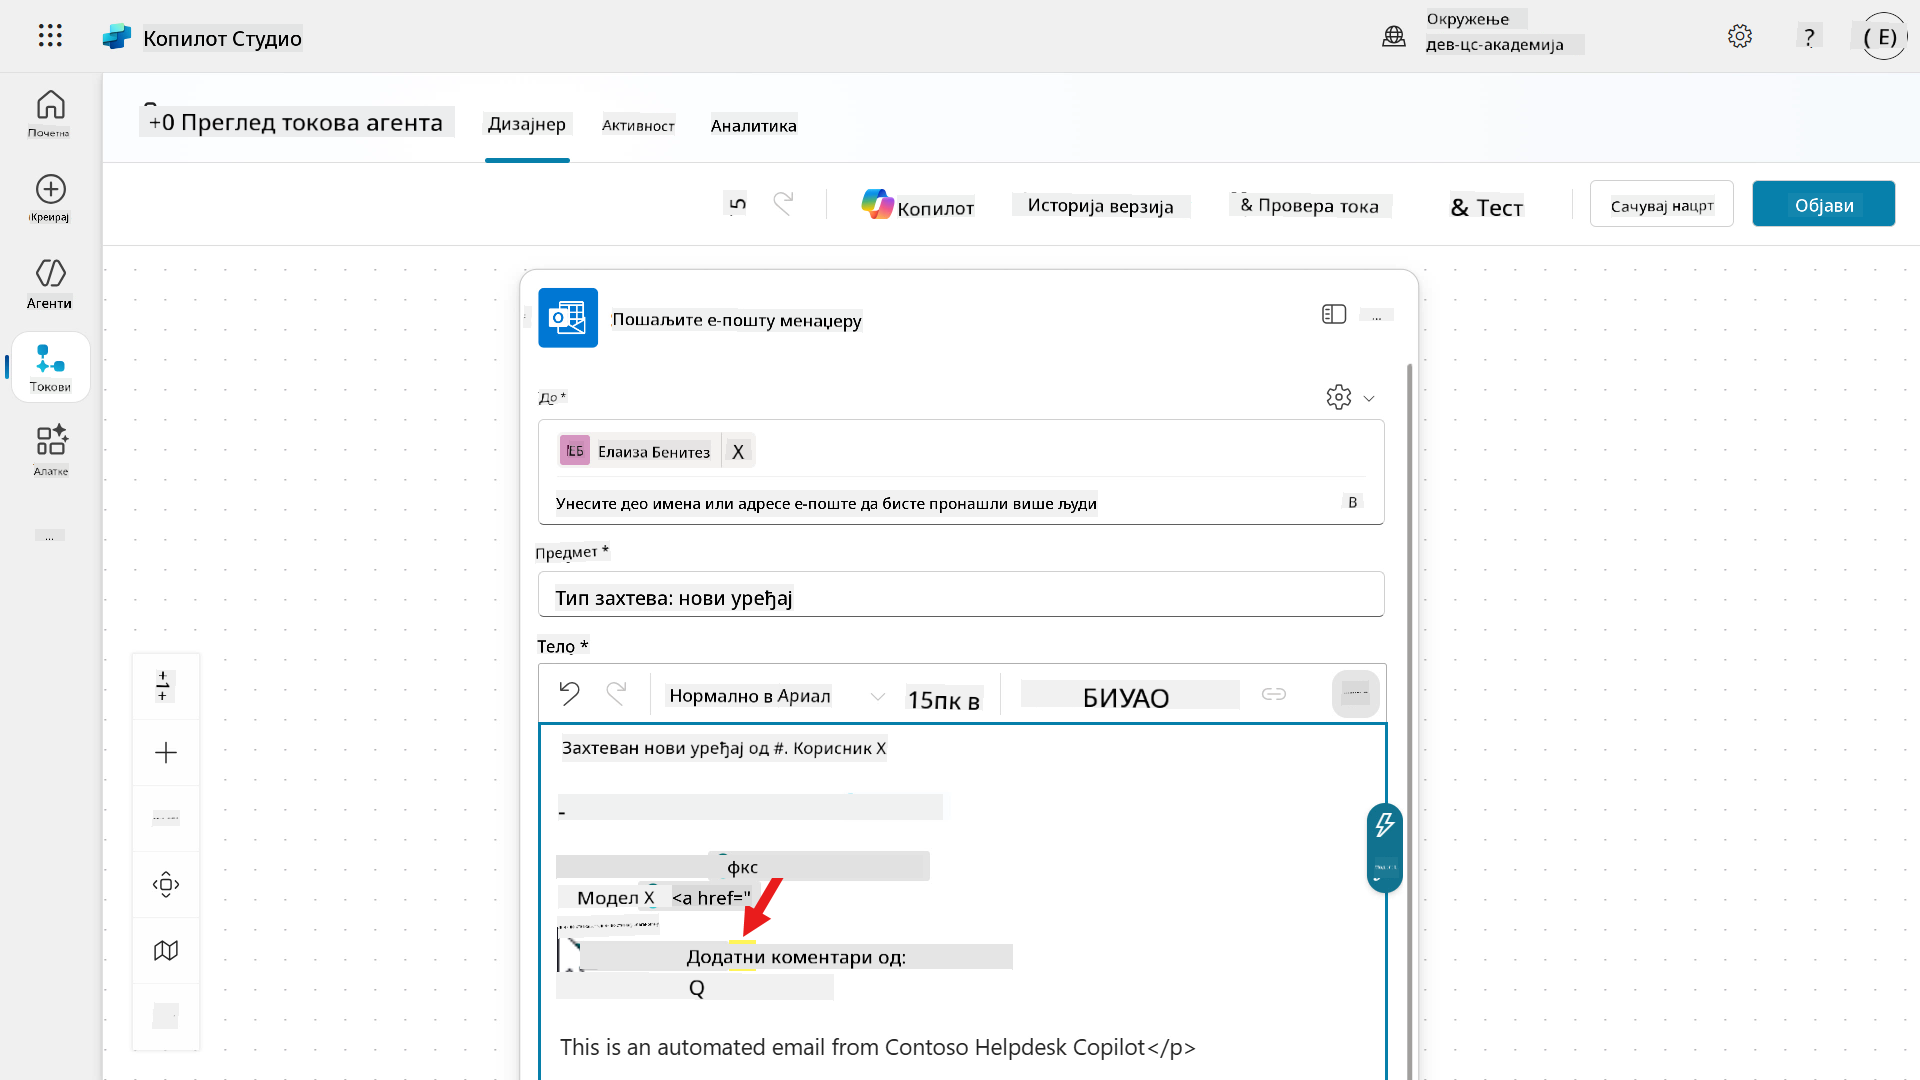 Копилот Студио
Окружење
дев-цс-академија
?
( Е)
Почетна
Креирај
Агенти
Токови
Алатке
...
+0 Преглед токова агента
Дизајнер
Активност
Аналитика
5
Копилот
Историја верзија
& Провера тока
& Тест
Сачувај нацрт
Објави
Пошаљите е-пошту менаџеру
...
До *
ЕБ
Елаиза Бенитез
X
Унесите део имена или адресе е-поште да бисте пронашли више људи
В
Предмет *
Тип захтева: нови уређај
Тело *
Нормално в Ариал
15пк в
БИУАО
Захтеван нови уређај од #. Корисник X
-
фкс
Модел X
<a href="
Додатни коментари од:
Q
This is an automated email from Contoso Helpdesk Copilot</p>